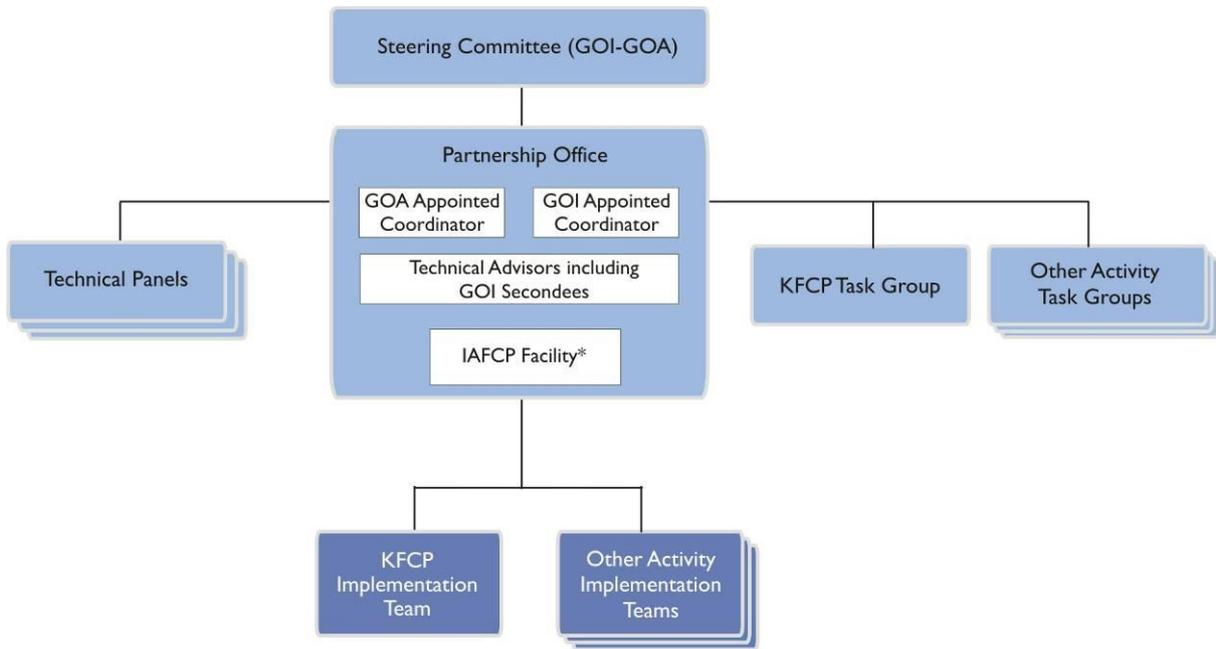 Steering Committee (GOI-GOA)
Partnership Office
GOA Appointed
Coordinator
GOI Appointed
Coordinator
Technical Advisors including
GOI Secondees
IAFCP Facility*
Technical Panels
KFCP Task Group
Other Activity
Task Groups
KFCP
Implementation
Team
Other Activity
Implementation
Teams